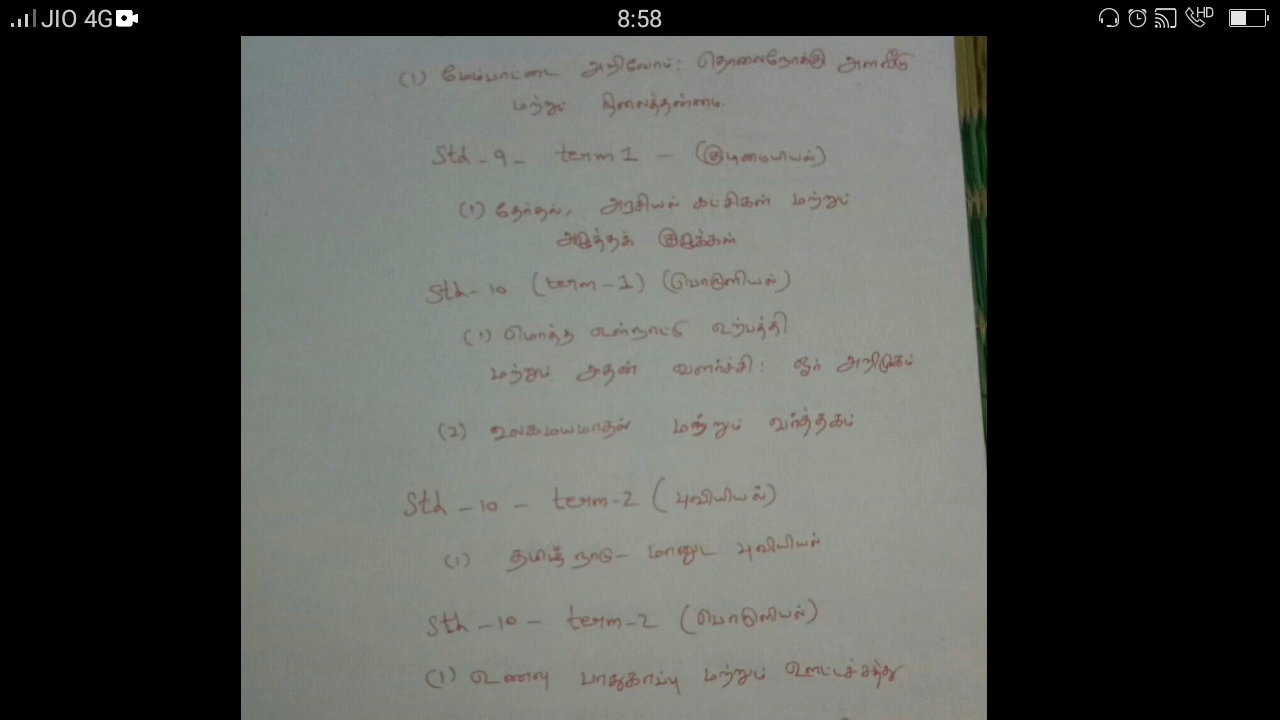 JIO 4G
8:58
HD
(1) மேம்பாட்டை அறிவோம்: தொலைநோக்கு அளவீடு
மற்றும் நிலைத்தன்மை.
Std - 9 - term 1 - (குடிமையியல்)
(1) தேர்தல், அரசியல் கட்சிகள் மற்றும்
அழுத்தக் குழுக்கள்
Std - 10 (term - 1) (பொருளியல்)
(1) மொத்த உள்நாட்டு உற்பத்தி
மற்றும் அதன் வளர்ச்சி: ஓர் அறிமுகம்
(2) உலகமயமாதல் மற்றும் வர்த்தகம்
Std - 10 - term - 2 (புவியியல்)
(1) தமிழ் நாடு - மானுட புவியியல்
Std - 10 - term - 2 (பொருளியல்)
(1) உணவு பாதுகாப்பு மற்றும் ஊட்டச்சத்து